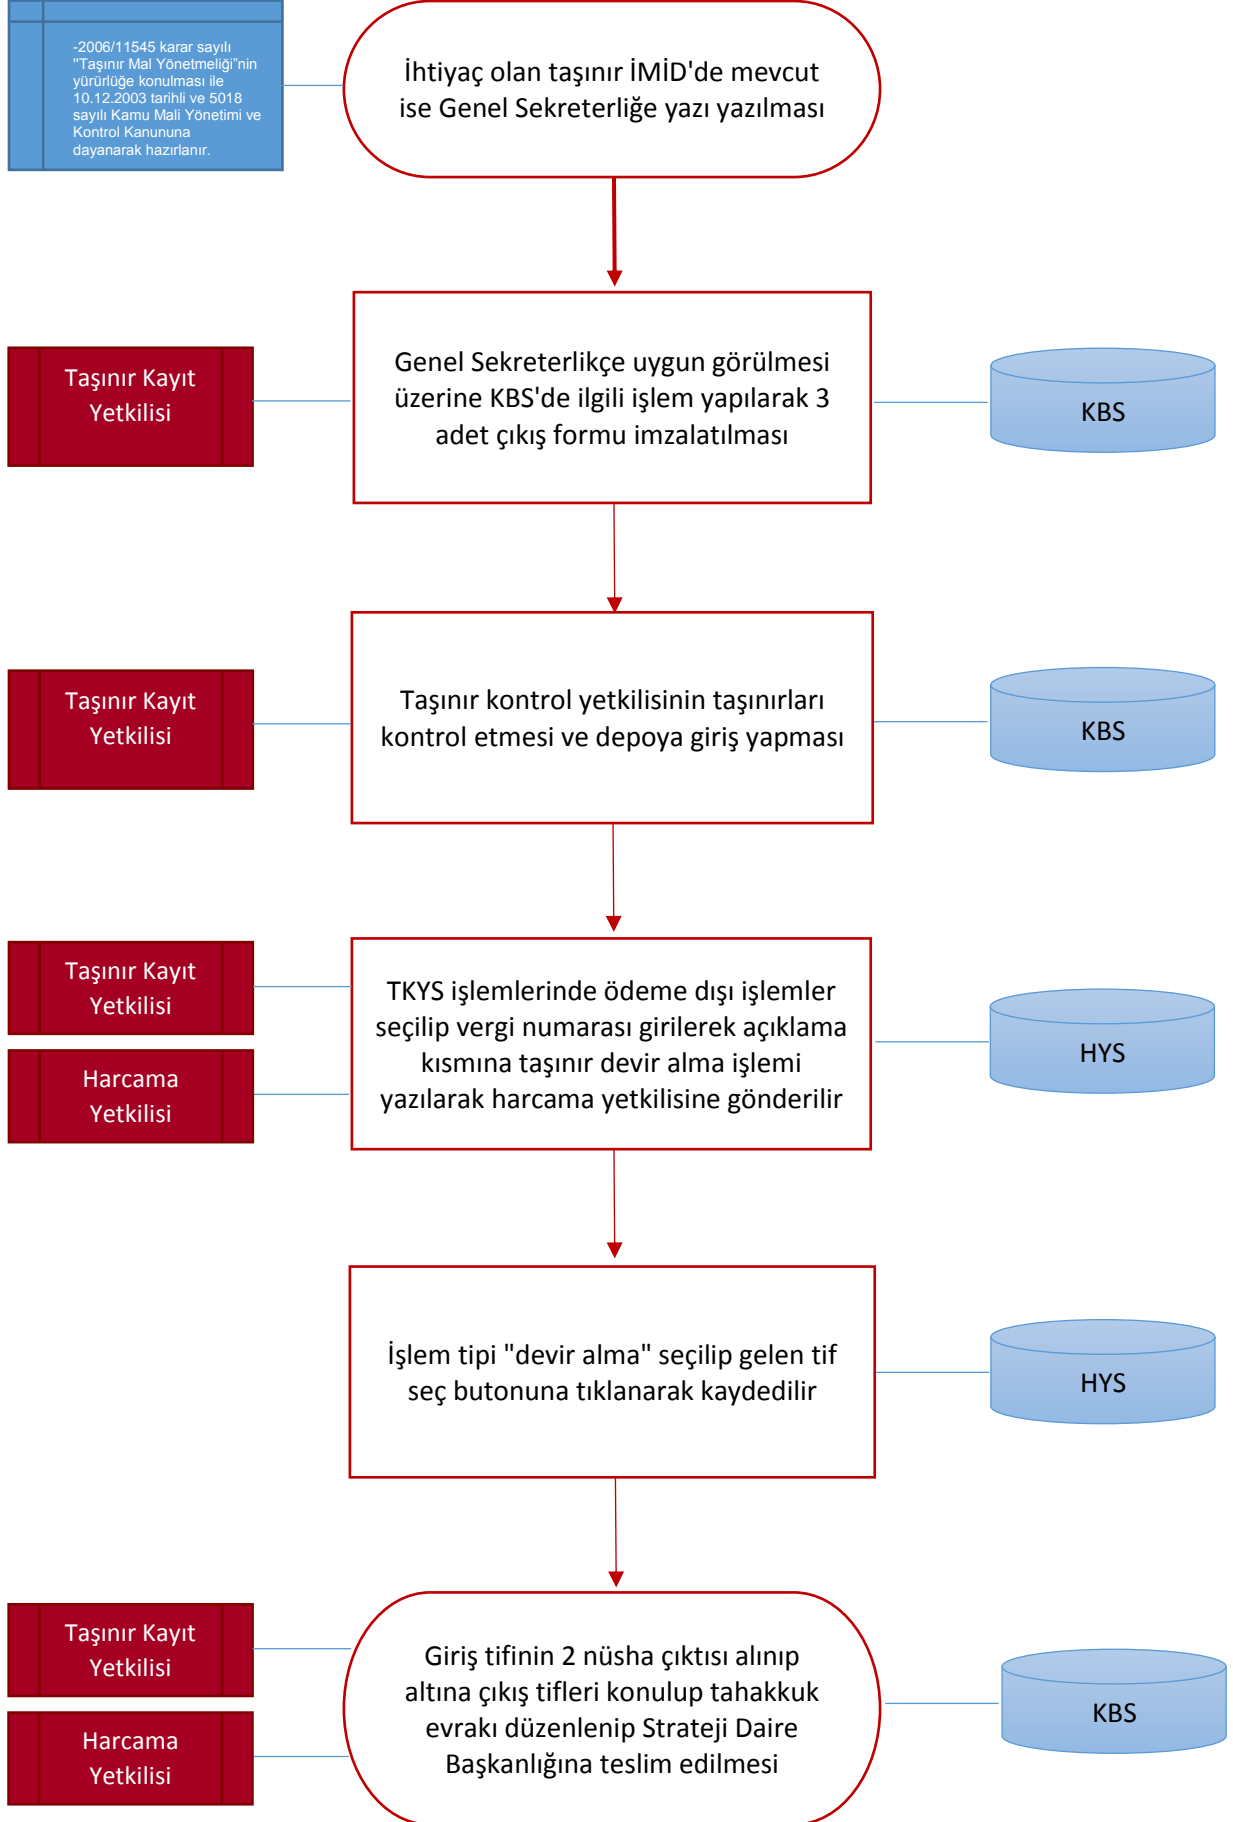 -2006/11545 karar sayılı
"Taşınır Mal Yönetmeliği"nin
yürürlüğe konulması ile
10.12.2003 tarihli ve 5018
sayılı Kamu Mali Yönetimi ve
Kontrol Kanununa
dayanarak hazırlanır.
İhtiyaç olan taşınır İMİD'de mevcut
ise Genel Sekreterliğe yazı yazılması
Taşınır Kayıt
Yetkilisi
Genel Sekreterlikçe uygun görülmesi
üzerine KBS'de ilgili işlem yapılarak 3
adet çıkış formu imzalatılması
KBS
Taşınır Kayıt
Yetkilisi
Taşınır kontrol yetkilisinin taşınırları
kontrol etmesi ve depoya giriş yapması
KBS
Taşınır Kayıt
Yetkilisi
Harcama
Yetkilisi
TKYS işlemlerinde ödeme dışı işlemler
seçilip vergi numarası girilerek açıklama
kısmına taşınır devir alma işlemi
yazılarak harcama yetkilisine gönderilir
HYS
İşlem tipi "devir alma" seçilip gelen tif
seç butonuna tıklanarak kaydedilir
HYS
Taşınır Kayıt
Yetkilisi
Harcama
Yetkilisi
Giriş tifinin 2 nüsha çıktısı alınıp
altına çıkış tifleri konulup tahakkuk
evrakı düzenlenip Strateji Daire
Başkanlığına teslim edilmesi
KBS